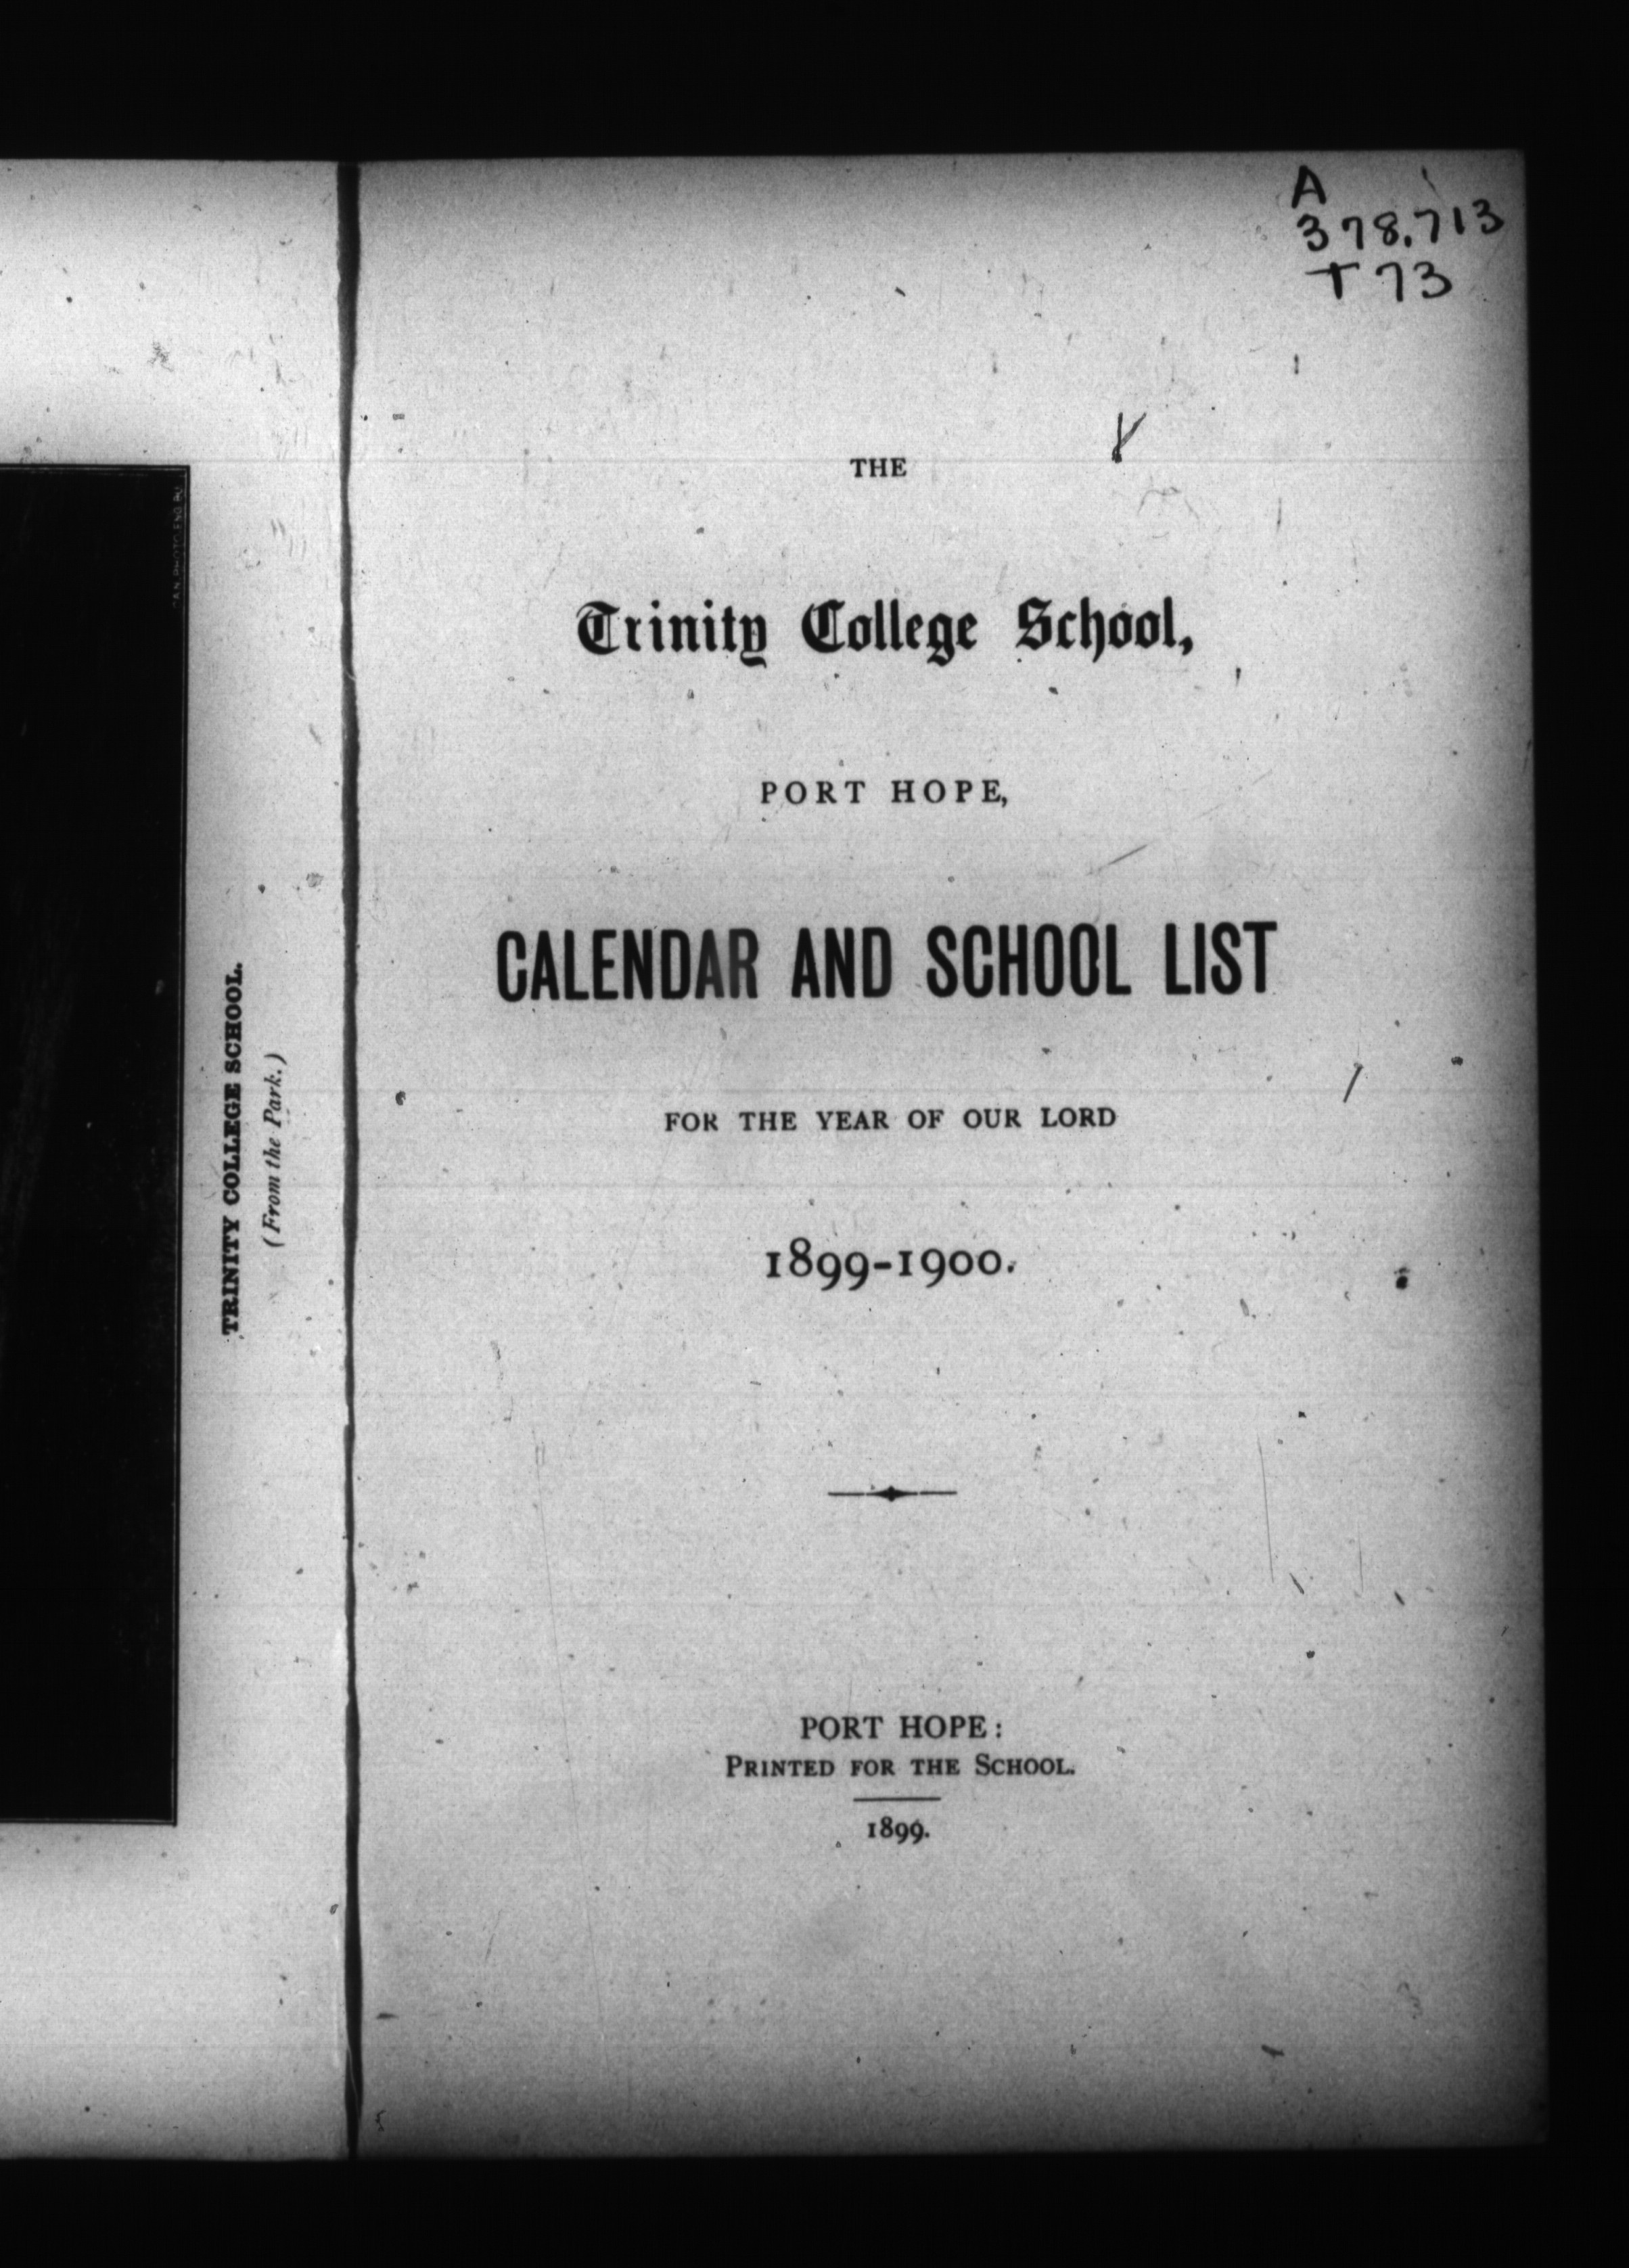 TRINITY COLLEGE SCHOOL.
(From the Park.)
A
378.713
T73
THE
Trinity College School,
PORT HOPE,
CALENDAR AND SCHOOL LIST
FOR THE YEAR OF OUR LORD
1899-1900.
PORT HOPE:
PRINTED FOR THE SCHOOL.
1899.